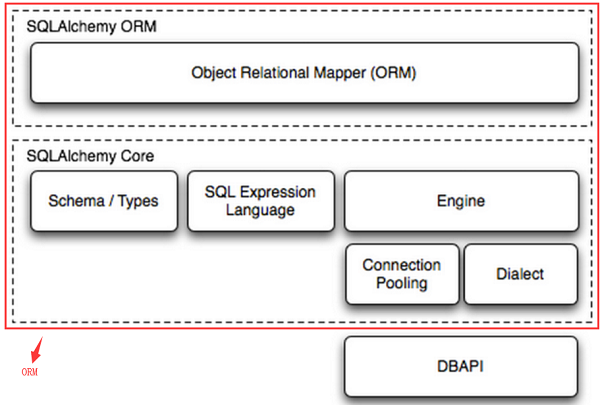 SQLAlchemy ORM
Object Relational Mapper (ORM)
SQLAlchemy Core
Schema / Types
SQL Expression
Language
Engine
Connection
Pooling
Dialect
ORM
DBAPI